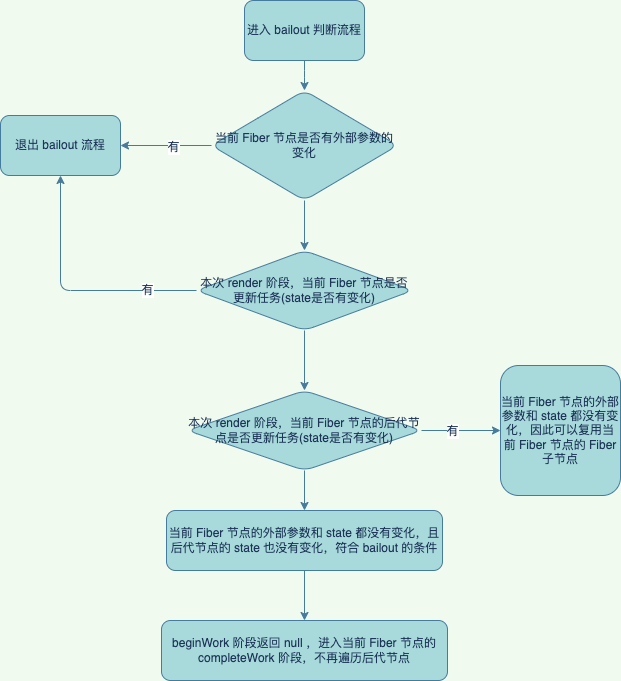 进入 bailout 判断流程
当前 Fiber 节点是否有外部参数的
变化
有
退出 bailout 流程
本次 render 阶段，当前 Fiber 节点是否
更新任务(state是否有变化)
有
本次 render 阶段，当前 Fiber 节点的后代节
点是否更新任务(state是否有变化)
有
当前 Fiber 节点的外部
参数和 state 都没有变
化，因此可以复用当
前 Fiber 节点的 Fiber
子节点
当前 Fiber 节点的外部参数和 state 都没有变化，且
后代节点的 state 也没有变化，符合 bailout 的条件
beginWork 阶段返回 null ，进入当前 Fiber 节点的
completeWork 阶段，不再遍历后代节点